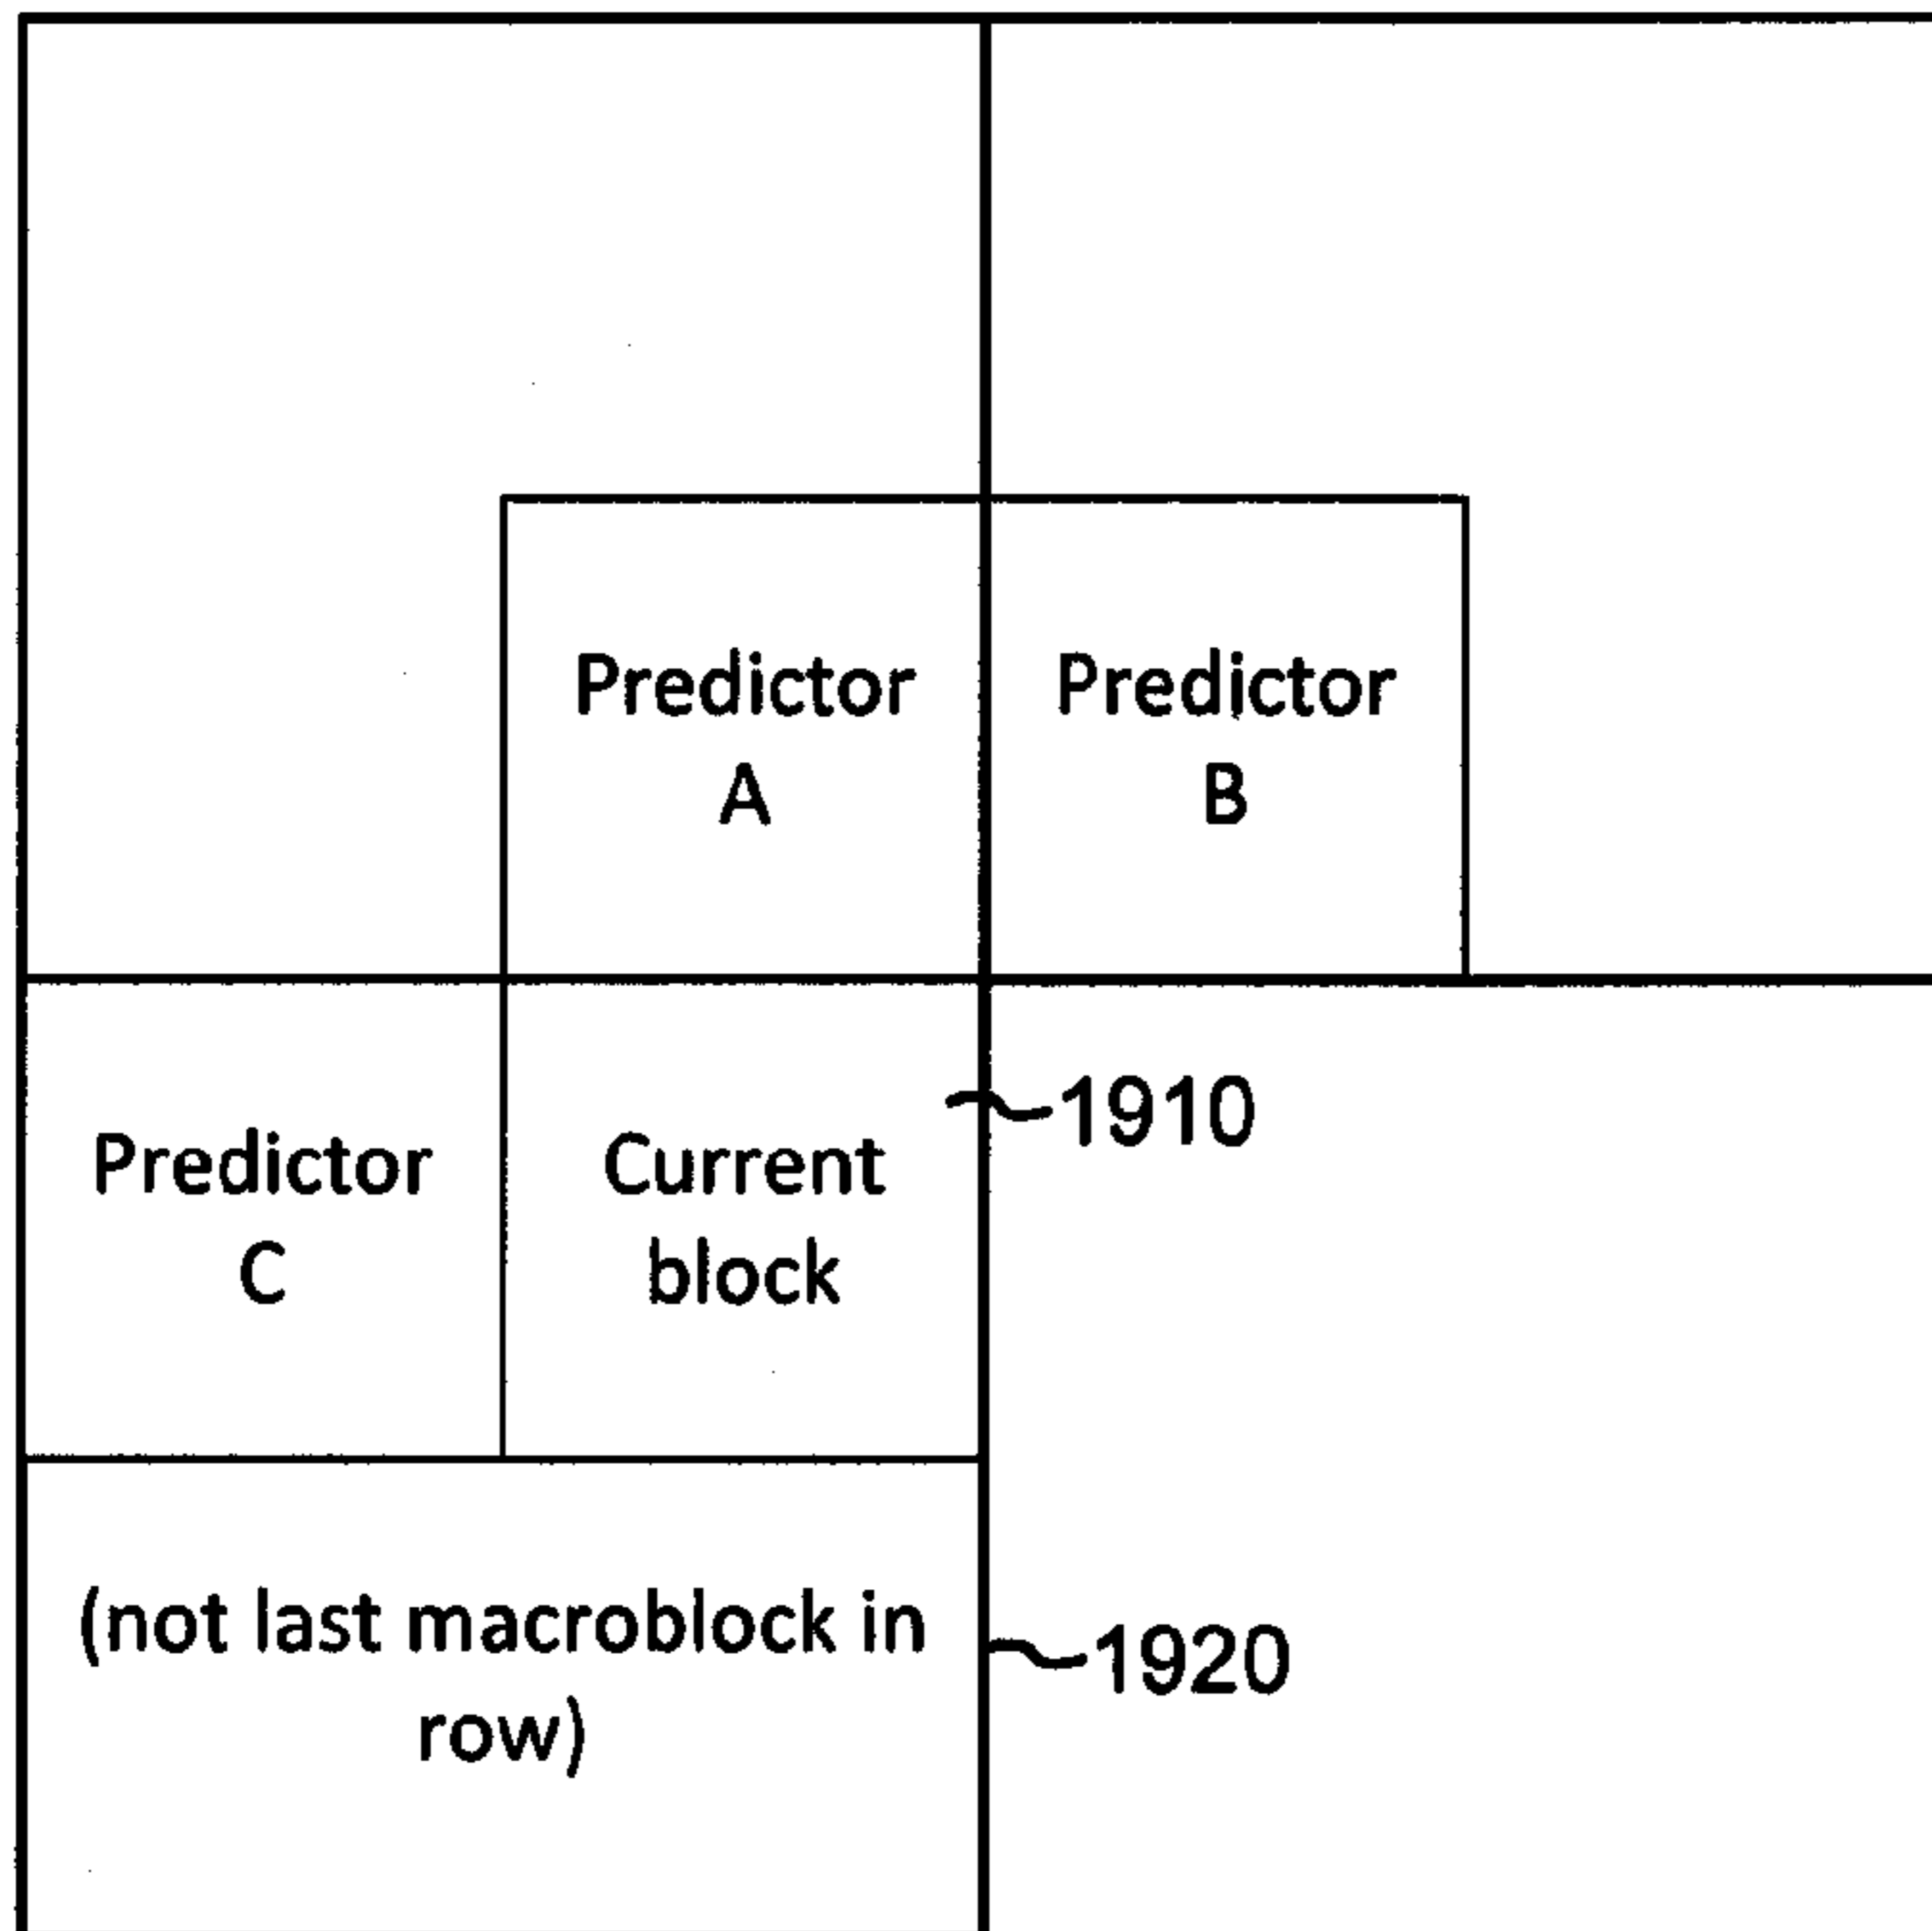 Predictor
A
Predictor
B
1910
Predictor
C
Current
block
(not last macroblock in
row)
1920